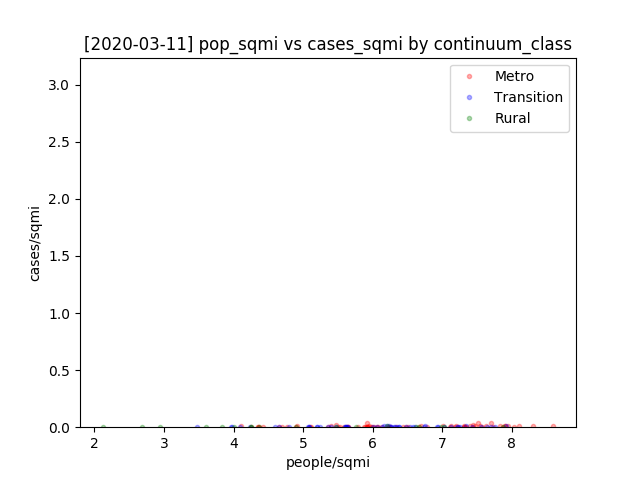 [2020-03-11] pop_sqmi vs cases_sqmi by continuum_class
Metro
Transition
Rural
cases/sqmi
3.0
2.5
2.0
1.5
1.0
0.5
0.0
2 3 4 5 6 7 8
people/sqmi